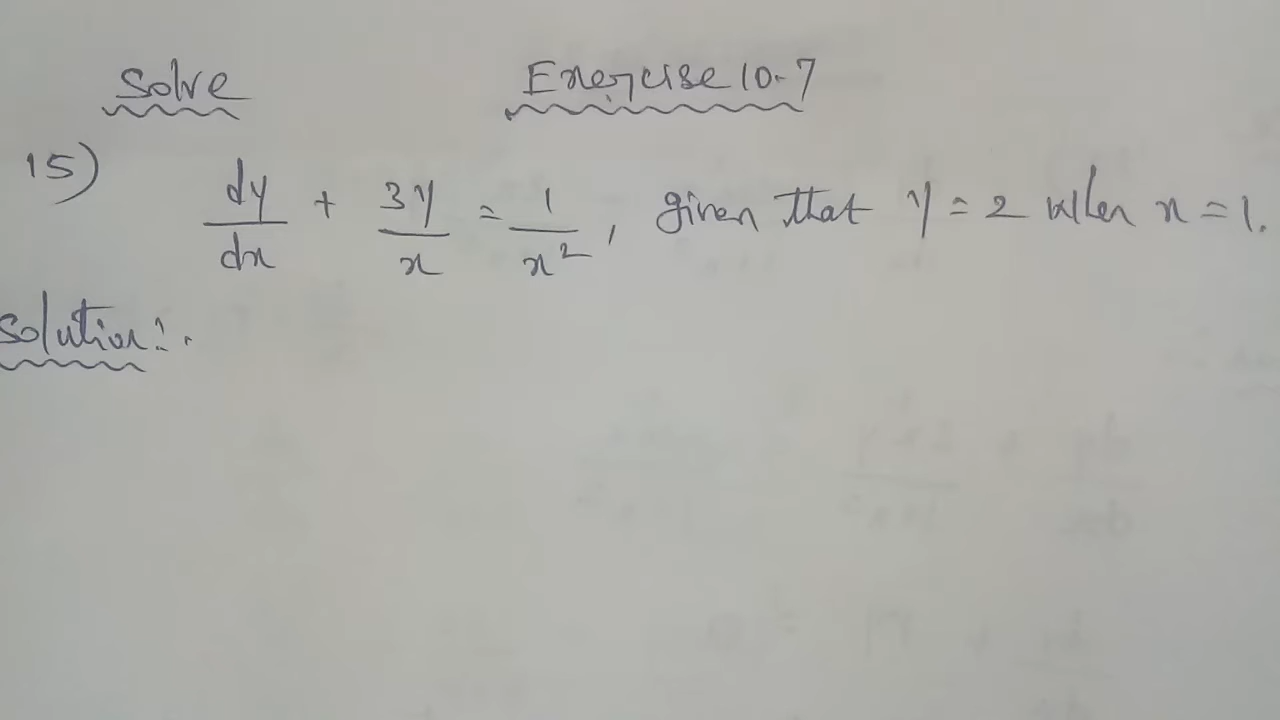 Solve Exercise 10.7
15) dy/dx + 3y/x = 1/x², given that y = 2 when x = 1.
Solution:.